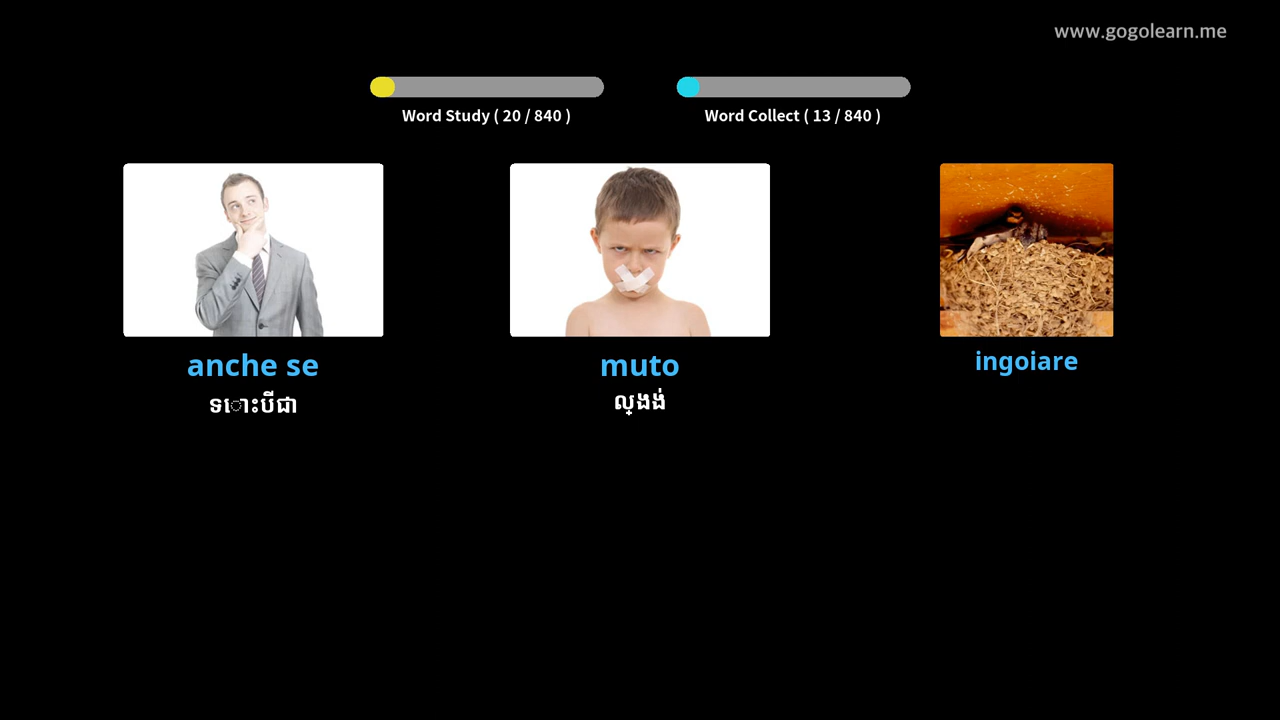 www.gogolearn.me
Word Study ( 20 / 840 )
Word Collect ( 13 / 840 )
anche se
muto
ingoiare
ទោះបីជា
ល្ងង់